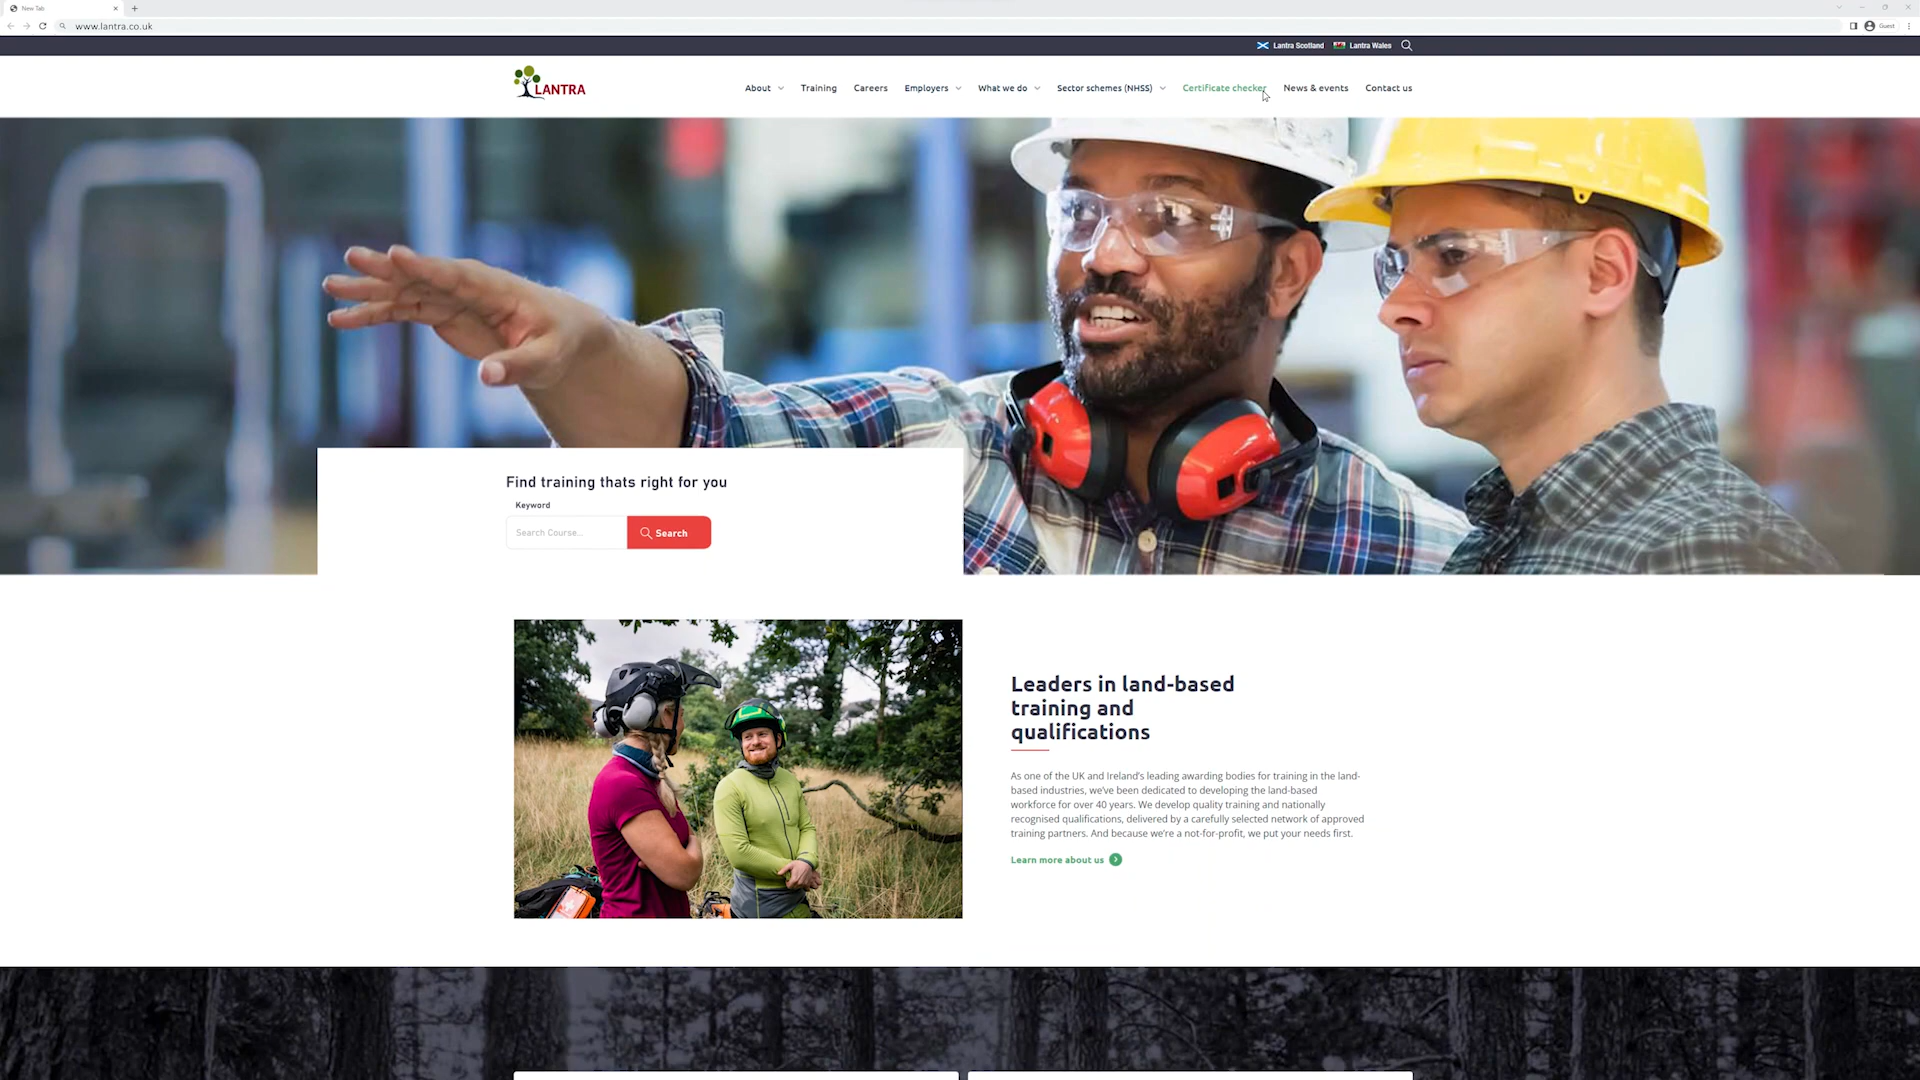 New Tab
www.lantra.co.uk
Guest
Lantra Scotland
Lantra Wales
LANTRA
About
Training
Careers
Employers
What we do
Sector schemes (NHSS)
Certificate checker
News & events
Contact us
Find training thats right for you
Keyword
Search Course...
Search
Leaders in land-based
training and
qualifications
As one of the UK and Ireland's leading awarding bodies for training in the land-
based industries, we've been dedicated to developing the land-based
workforce for over 40 years. We develop quality training and nationally
recognised qualifications, delivered by a carefully selected network of approved
training partners. And because we're a not-for-profit, we put your needs first.
Learn more about us